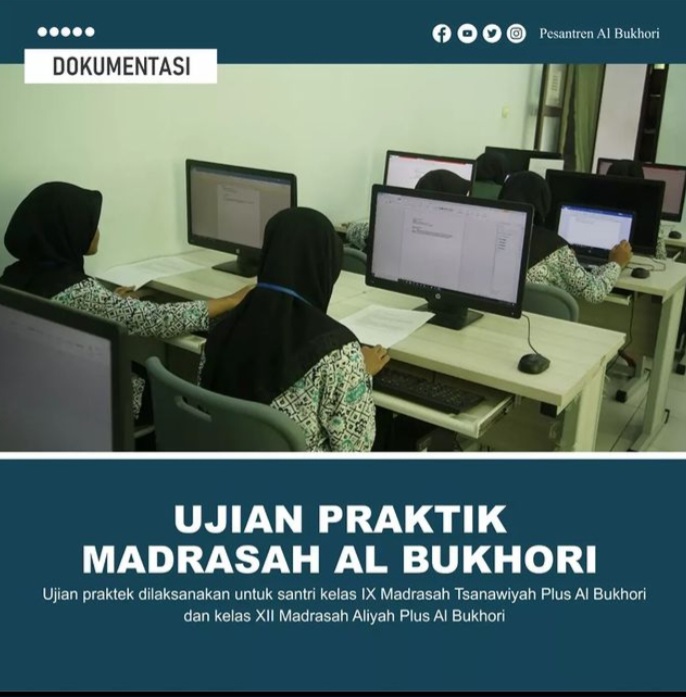 Pesantren Al Bukhori
DOKUMENTASI
UJIAN PRAKTIK
MADRASAH AL BUKHORI
Ujian praktek dilaksanakan untuk santri kelas IX Madrasah Tsanawiyah Plus Al Bukhori
dan kelas XII Madrasah Aliyah Plus Al Bukhori